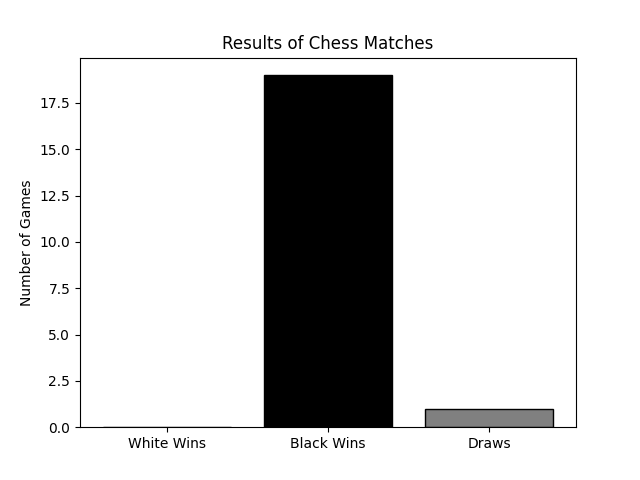 Results of Chess Matches
Number of Games
17.5
15.0
12.5
10.0
7.5
5.0
2.5
0.0
White Wins
Black Wins
Draws